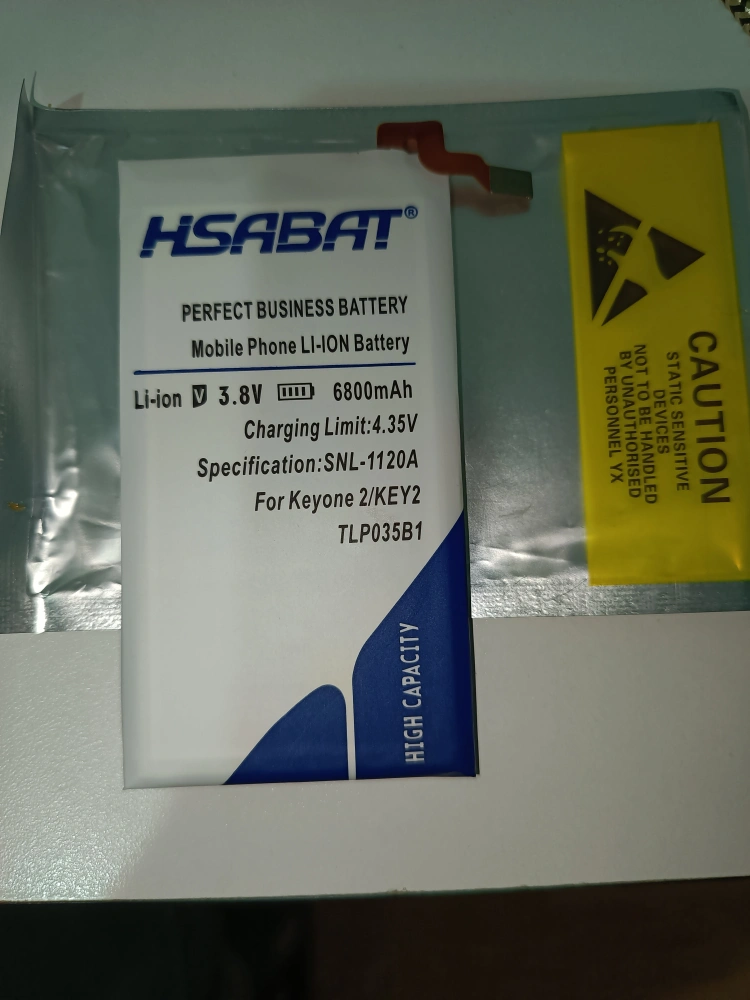 HSABAT®
PERFECT BUSINESS BATTERY
Mobile Phone LI-ION Battery
Li-ion V 3.8V 6800mAh
Charging Limit:4.35V
Specification:SNL-1120A
For Keyone 2/KEY2
TLP035B1
HIGH CAPACITY
CAUTION
STATIC SENSITIVE
DEVICES
NOT TO BE HANDLED
BY UNAUTHORISED
PERSONNEL YX